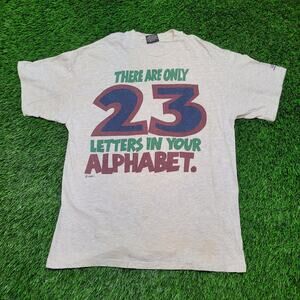 THERE ARE ONLY
23
LETTERS IN YOUR
ALPHABET.